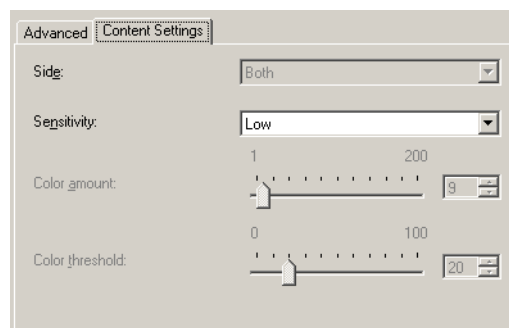 Advanced Content Settings
Side: Both
Sensitivity: Low
1 200
Color amount: 9
0 100
Color threshold: 20